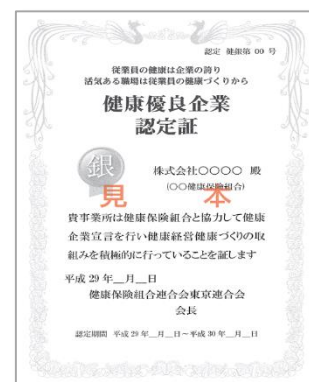 認定 健銀第 00 号
従業員の健康は企業の誇り
活気ある職場は従業員の健康づくりから
健康優良企業
認定証
銀
株式会社○○○○ 殿
(○○健康保険組合)
見 本
貴事業所は健康保険組合と協力して健康
企業宣言を行い健康経営健康づくりの取
組みを積極的に行っていることを証します
平成 29 年__月__日
健康保険組合連合会東京連合会
会長
認定期間 平成 29 年__月__日～平成 30 年__月__日